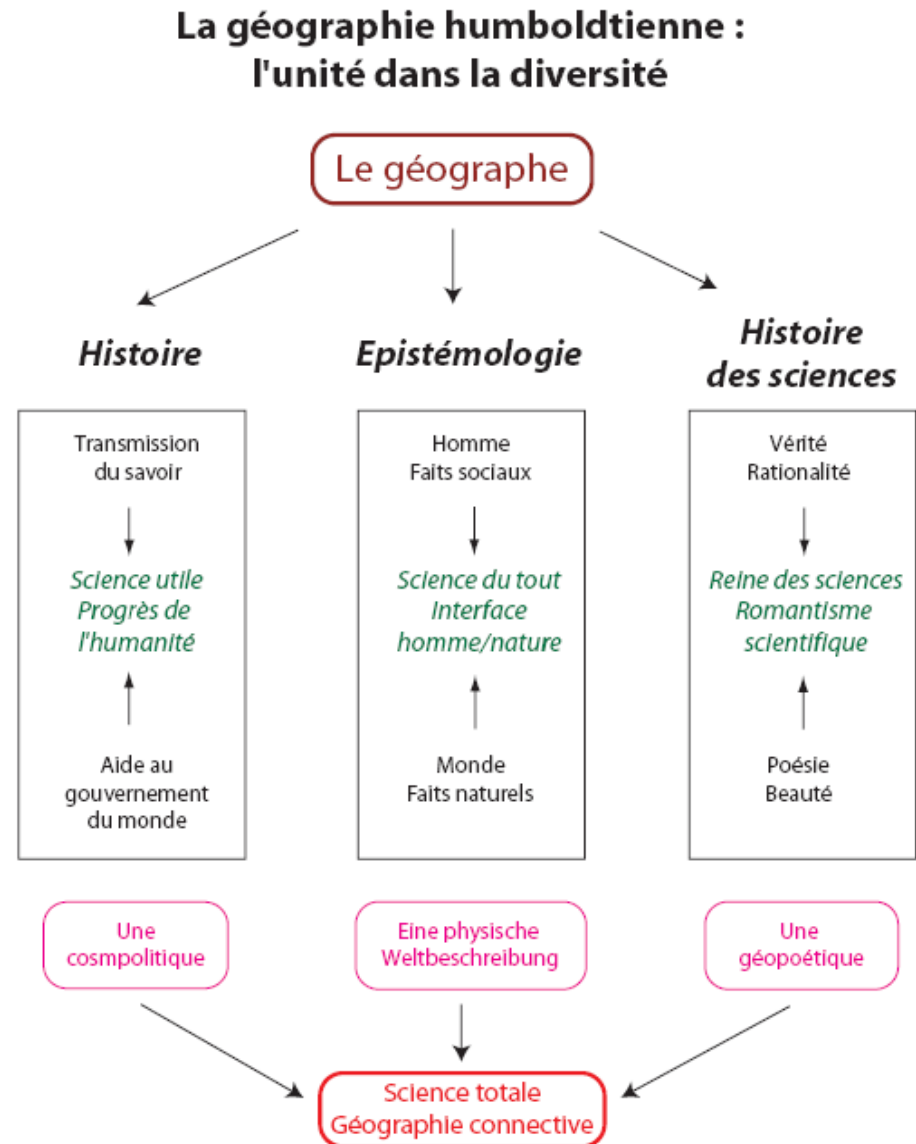 La géographie humboldtienne :
l'unité dans la diversité
Le géographe
Histoire
Transmission
du savoir
Science utile
Progrès de
l'humanité
Aide au
gouvernement
du monde
Une
cosmpolitique
Epistémologie
Homme
Faits sociaux
Science du tout
Interface
homme/nature
Monde
Faits naturels
Eine physische
Weltbeschreibung
Histoire
des sciences
Vérité
Rationalité
Reine des sciences
Romantisme
scientifique
Poésie
Beauté
Une
géopoétique
Science totale
Géographie connective